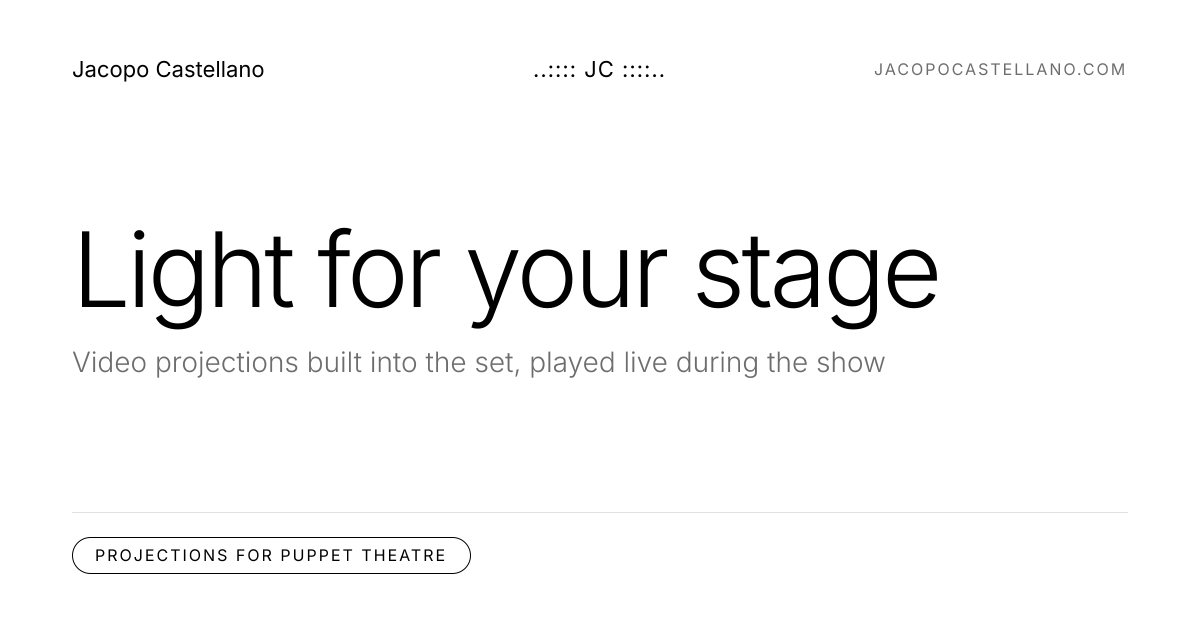 Jacopo Castellano
..:::: JC ::::..
JACOPOCASTELLANO.COM
Light for your stage
Video projections built into the set, played live during the show
PROJECTIONS FOR PUPPET THEATRE